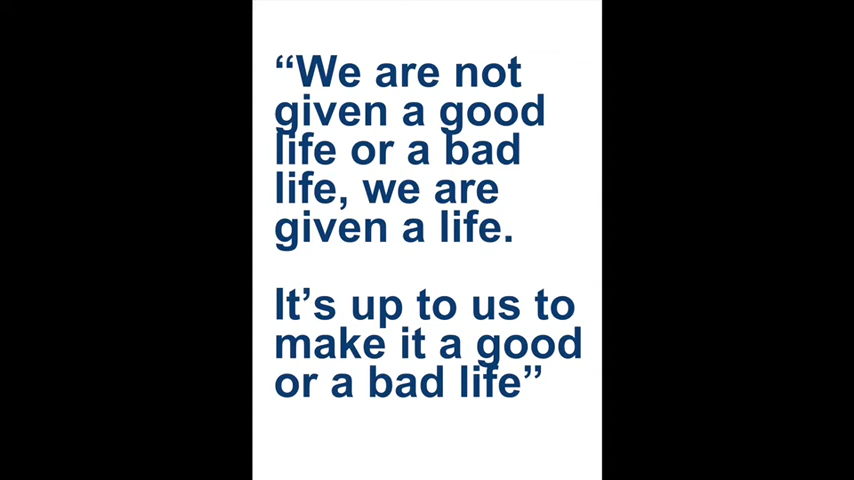 “We are not
given a good
life or a bad
life, we are
given a life.
It’s up to us to
make it a good
or a bad life”